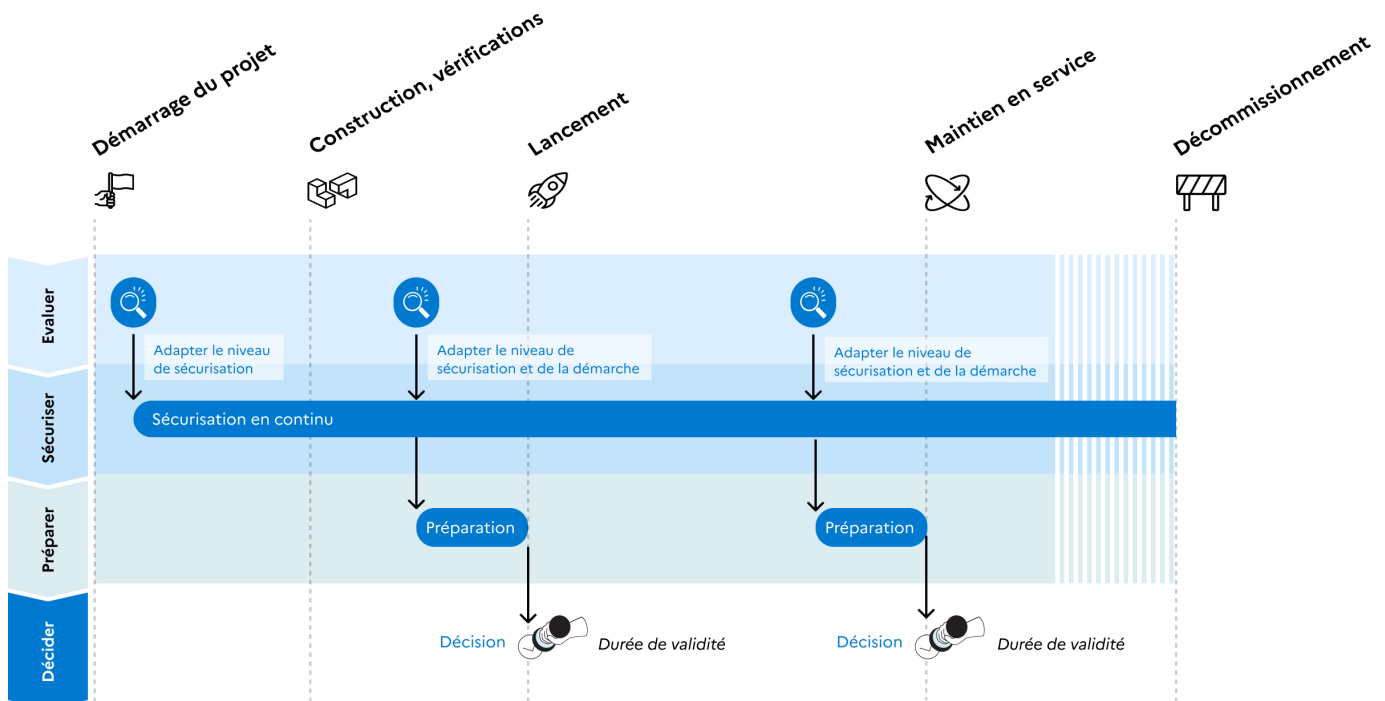 Démarrage du projet
Construction, vérifications
Lancement
Maintien en service
Décommissionnement
Evaluer
Adapter le niveau
de sécurisation
Adapter le niveau de
sécurisation et de la démarche
Adapter le niveau de
sécurisation et de la démarche
Sécuriser
Sécurisation en continu
Préparer
Préparation
Préparation
Décider
Décision
Durée de validité
Décision
Durée de validité